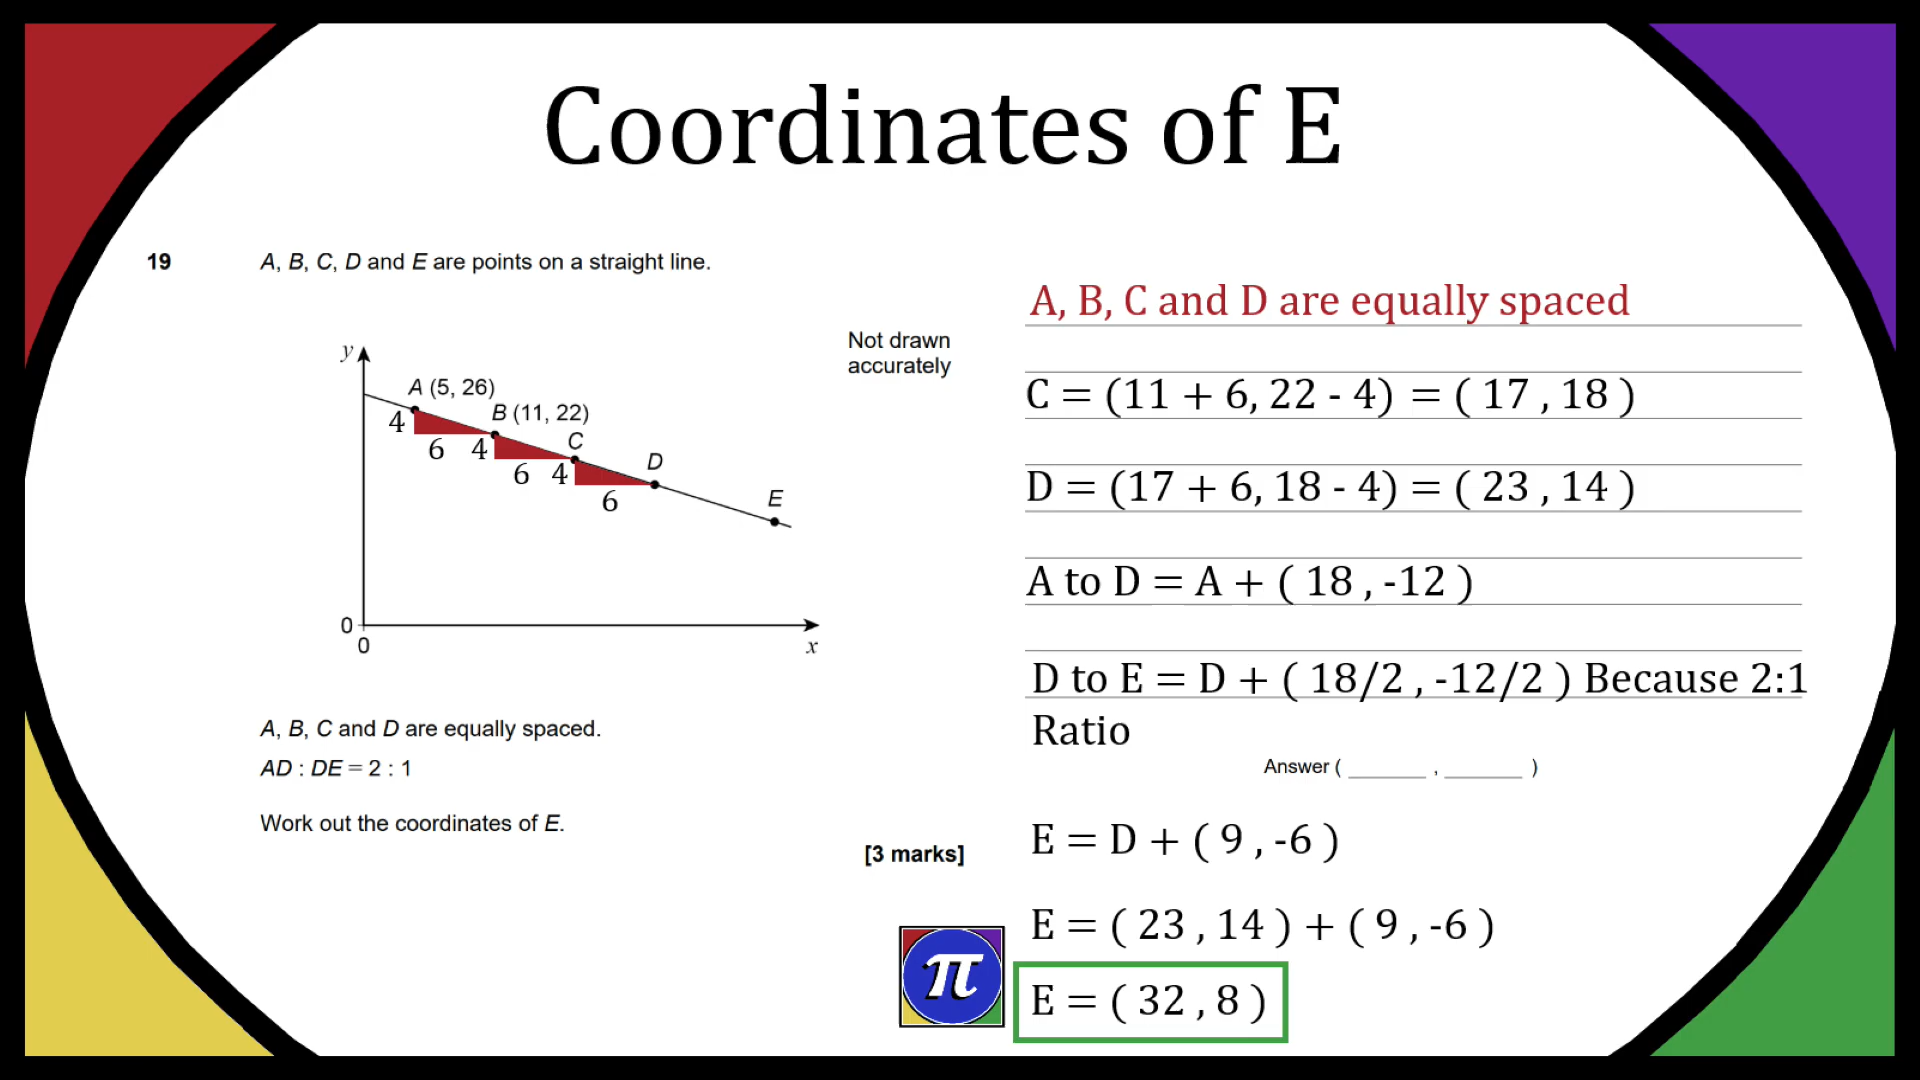 Coordinates of E
19 A, B, C, D and E are points on a straight line.
Not drawn
accurately
y
A (5, 26)
B (11, 22)
C
D
E
4
6
4
6
4
6
0
0
x
A, B, C and D are equally spaced.
AD : DE = 2 : 1
Work out the coordinates of E.
[3 marks]
A, B, C and D are equally spaced
C = (11 + 6, 22 - 4) = ( 17 , 18 )
D = (17 + 6, 18 - 4) = ( 23 , 14 )
A to D = A + ( 18 , -12 )
D to E = D + ( 18/2 , -12/2 ) Because 2:1
Ratio
Answer ( ______ , ______ )
E = D + ( 9 , -6 )
E = ( 23 , 14 ) + ( 9 , -6 )
E = ( 32 , 8 )
π